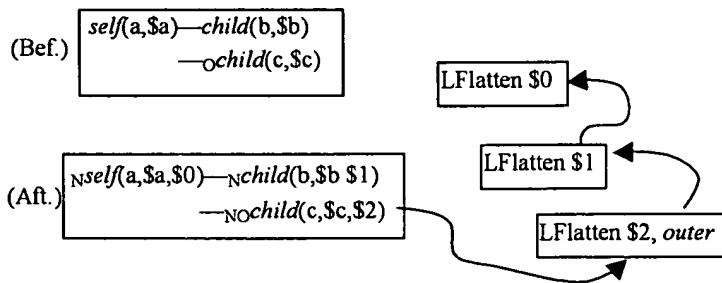 (Bef.)
self(a,$a)—child(b,$b)
—Ochild(c,$c)
LFlatten $0
LFlatten $1
(Aft.)
Nself(a,$a,$0)—Nchild(b,$b $1)
—NOchild(c,$c,$2)
LFlatten $2, outer